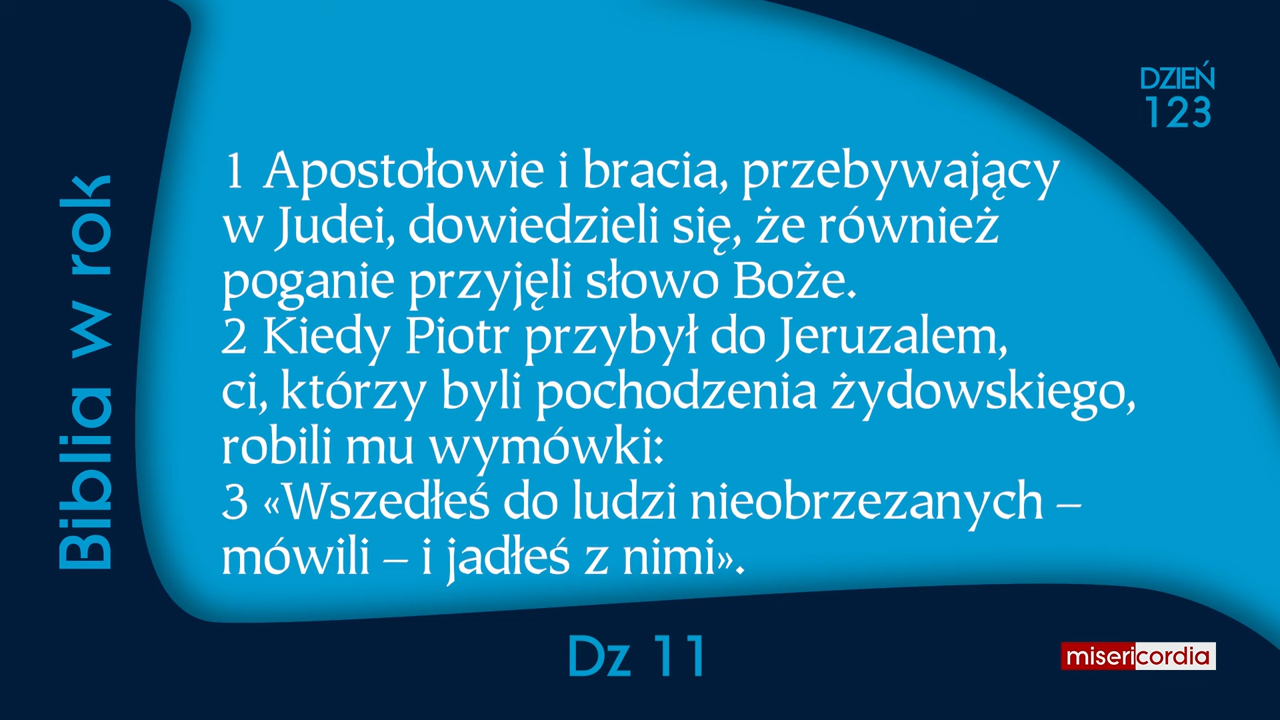 DZIEŃ
123
Biblia w rok
1 Apostołowie i bracia, przebywający
w Judei, dowiedzieli się, że również
poganie przyjęli słowo Boże.
2 Kiedy Piotr przybył do Jeruzalem,
ci, którzy byli pochodzenia żydowskiego,
robili mu wymówki:
3 «Wszedłeś do ludzi nieobrzezanych –
mówili – i jadłeś z nimi».
Dz 11
misericordia